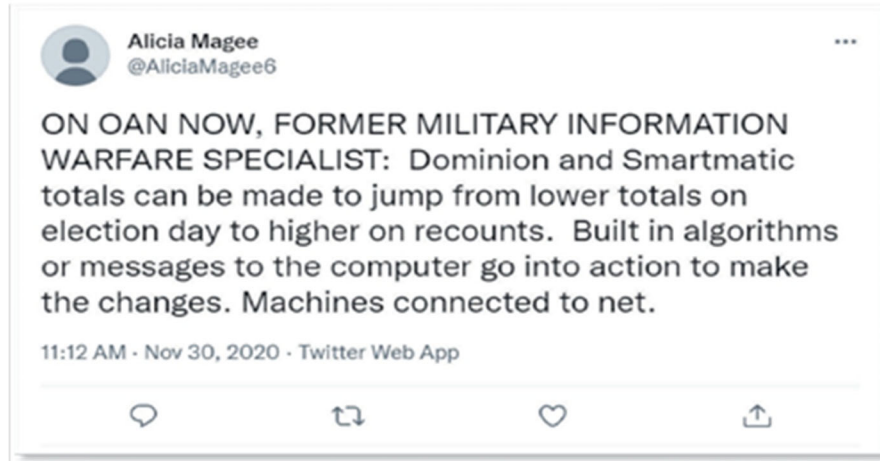 Alicia Magee
@AliciaMagee6
ON OAN NOW, FORMER MILITARY INFORMATION
WARFARE SPECIALIST:  Dominion and Smartmatic
totals can be made to jump from lower totals on
election day to higher on recounts.  Built in algorithms
or messages to the computer go into action to make
the changes. Machines connected to net.
11:12 AM · Nov 30, 2020 · Twitter Web App